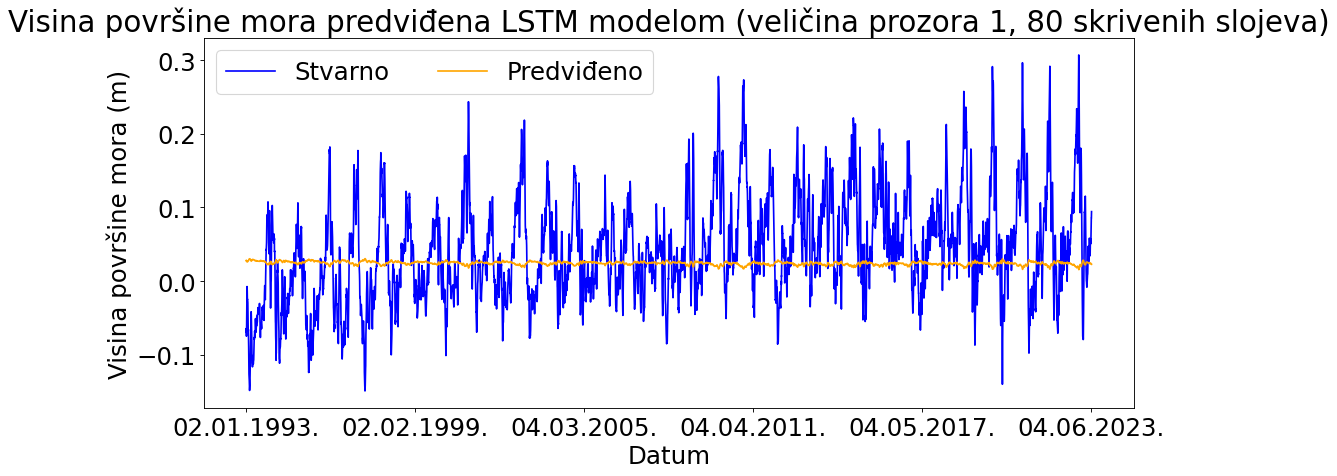 Visina površine mora predviđena LSTM modelom (veličina prozora 1, 80 skrivenih slojeva)
Stvarno
Predviđeno
Visina površine mora (m)
0.3
0.2
0.1
0.0
−0.1
02.01.1993.
02.02.1999.
04.03.2005.
04.04.2011.
04.05.2017.
04.06.2023.
Datum